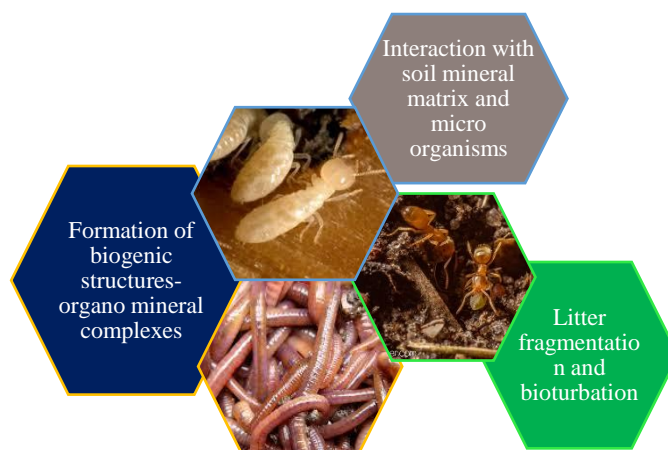 Interaction with
soil mineral
matrix and
micro
organisms
Formation of
biogenic
structures-
organo mineral
complexes
Litter
fragmentatio
n and
bioturbation